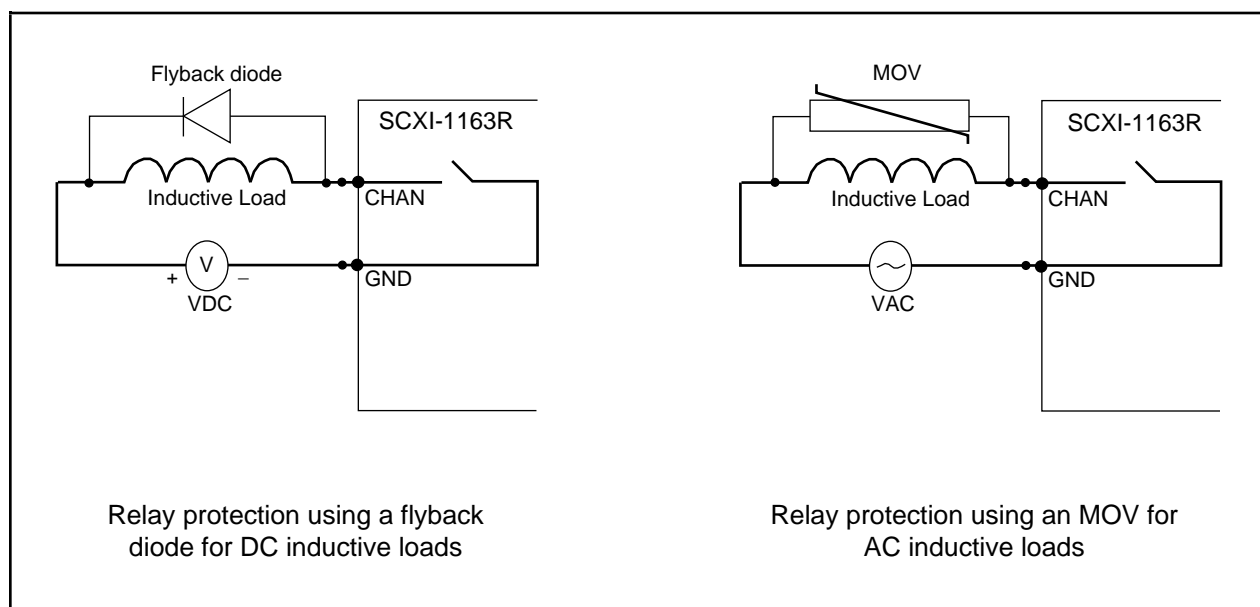 Flyback diode
SCXI-1163R
Inductive Load
CHAN
V
+ –
VDC
GND
Relay protection using a flyback
diode for DC inductive loads
MOV
SCXI-1163R
Inductive Load
CHAN
VAC
GND
Relay protection using an MOV for
AC inductive loads